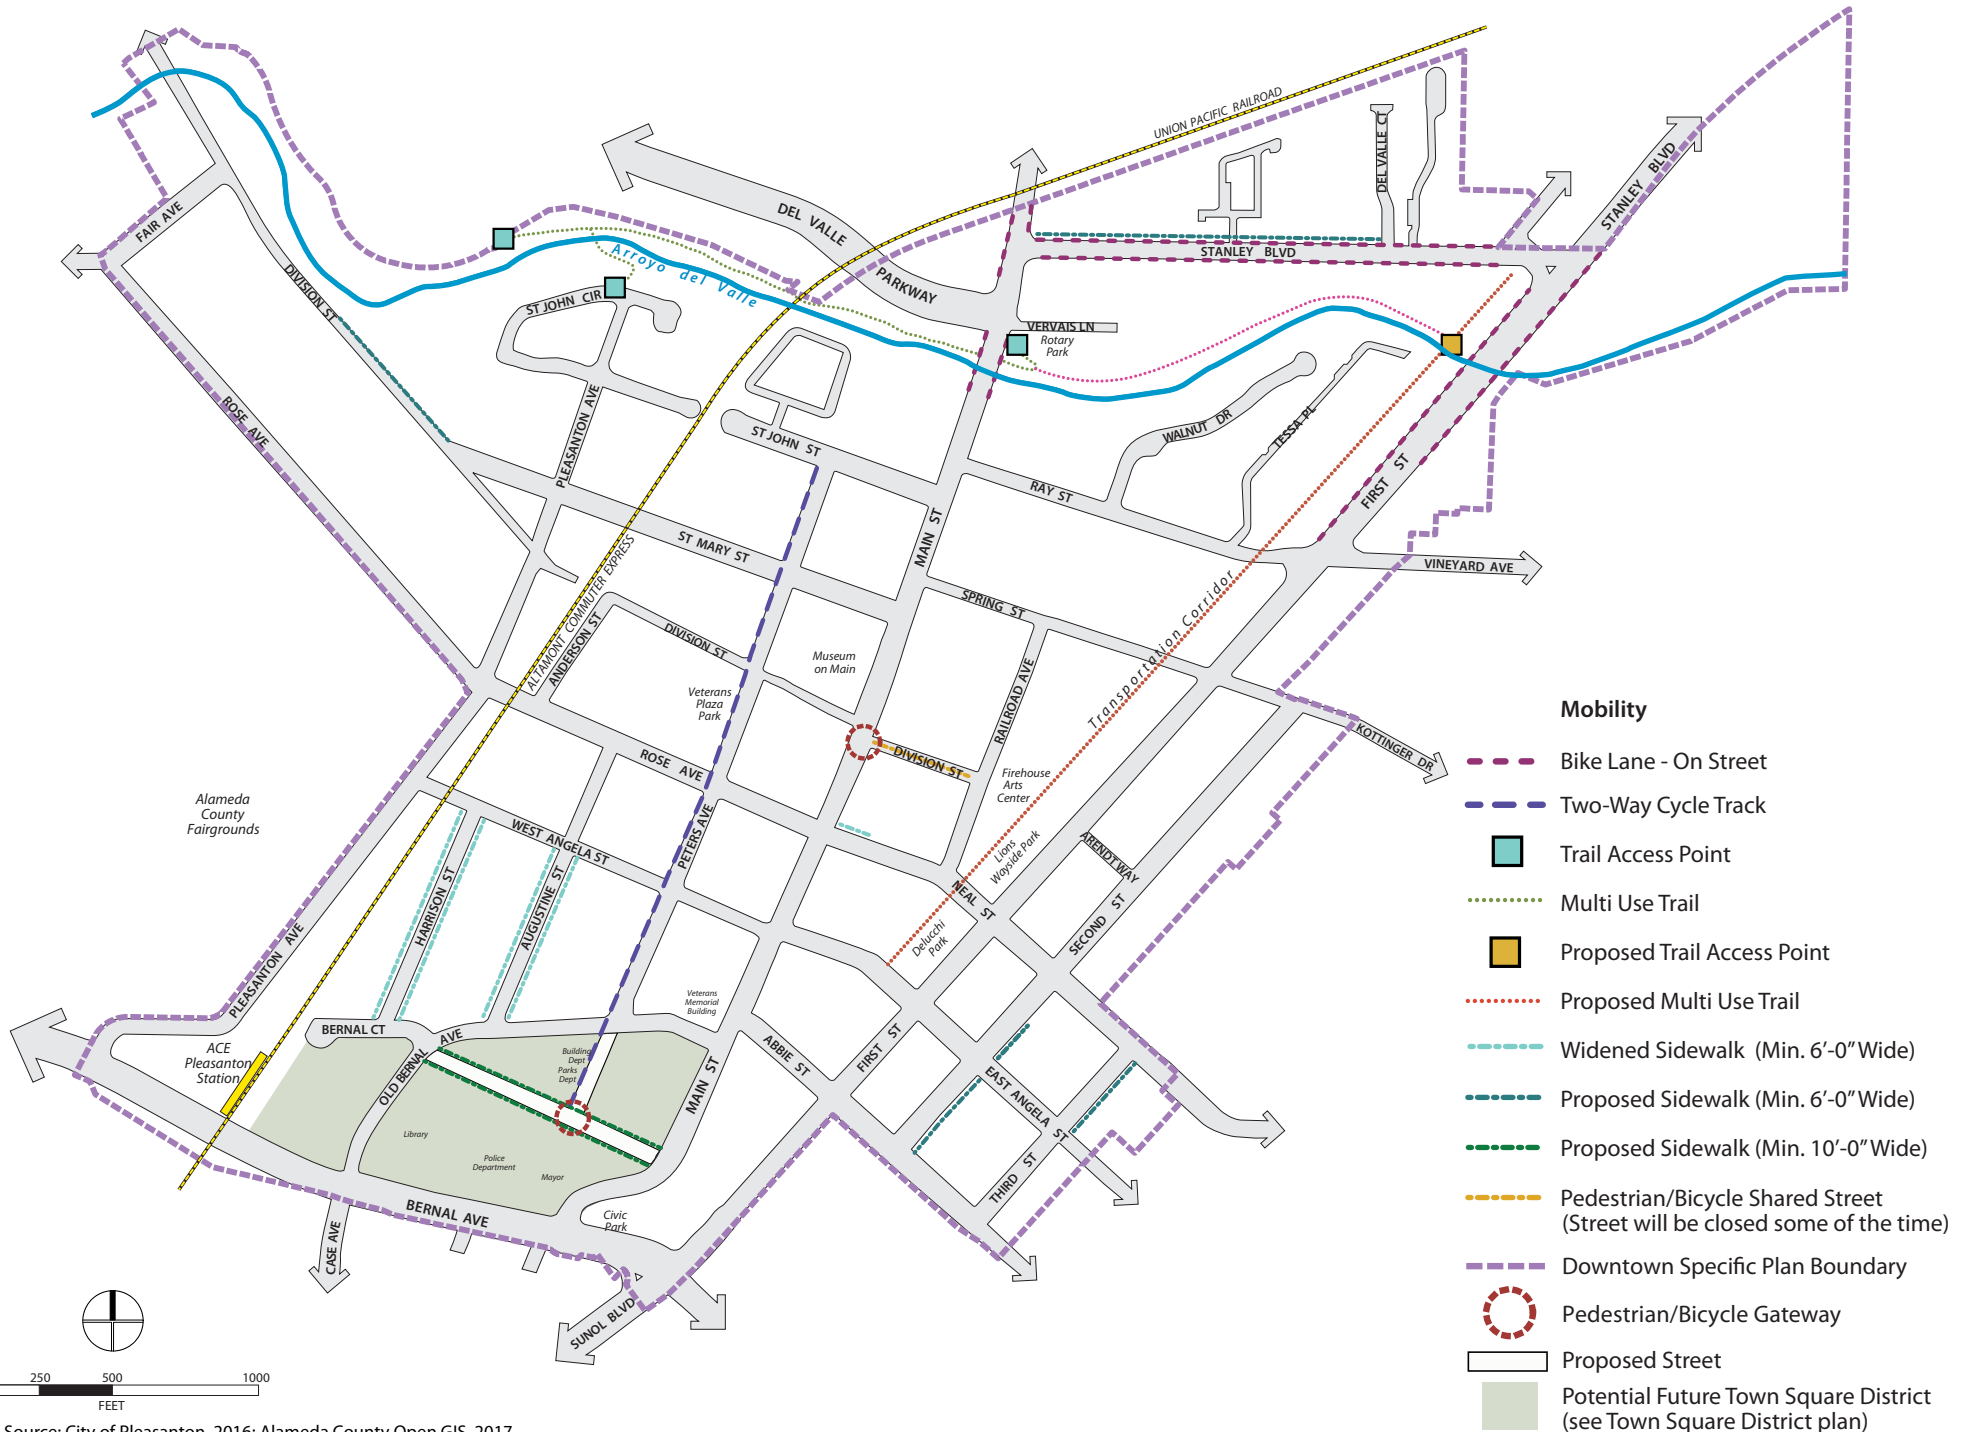 UNION PACIFIC RAILROAD
DEL VALLE CT
STANLEY BLVD
FAIR AVE
DEL VALLE
PARKWAY
STANLEY BLVD
Arroyo del Valle
DIVISION ST
ST JOHN CIR
VERVAIS LN
Rotary
Park
ROSE AVE
PLEASANTON AVE
ST JOHN ST
WALNUT DR
TESSA PL
RAY ST
FIRST ST
MAIN ST
ST MARY ST
VINEYARD AVE
ALTAMONT COMMUTER EXPRESS
ANDERSON ST
SPRING ST
DIVISION ST
Museum
on Main
Transportation Corridor
RAILROAD AVE
Veterans
Plaza
Park
KOTTINGER DR
DIVISION ST
ROSE AVE
Firehouse
Arts
Center
Alameda
County
Fairgrounds
WEST ANGELA ST
PETERS AVE
Lions
Wayside Park
ARENDT WAY
NEAL ST
HARRISON ST
AUGUSTINE ST
Delucchi
Park
SECOND ST
PLEASANTON AVE
Veterans
Memorial
Building
BERNAL CT
OLD BERNAL AVE
ABBIE ST
FIRST ST
ACE
Pleasanton
Station
Building
Dept
Parks
Dept
MAIN ST
EAST ANGELA ST
Library
Police
Department
Mayor
THIRD ST
BERNAL AVE
Civic
Park
CASE AVE
SUNOL BLVD
Mobility
Bike Lane - On Street
Two-Way Cycle Track
Trail Access Point
Multi Use Trail
Proposed Trail Access Point
Proposed Multi Use Trail
Widened Sidewalk (Min. 6’-0” Wide)
Proposed Sidewalk (Min. 6’-0” Wide)
Proposed Sidewalk (Min. 10’-0” Wide)
Pedestrian/Bicycle Shared Street
(Street will be closed some of the time)
Downtown Specific Plan Boundary
Pedestrian/Bicycle Gateway
Proposed Street
Potential Future Town Square District
(see Town Square District plan)
250 500 1000
FEET
Source: City of Pleasanton, 2016; Alameda County Open GIS, 2017